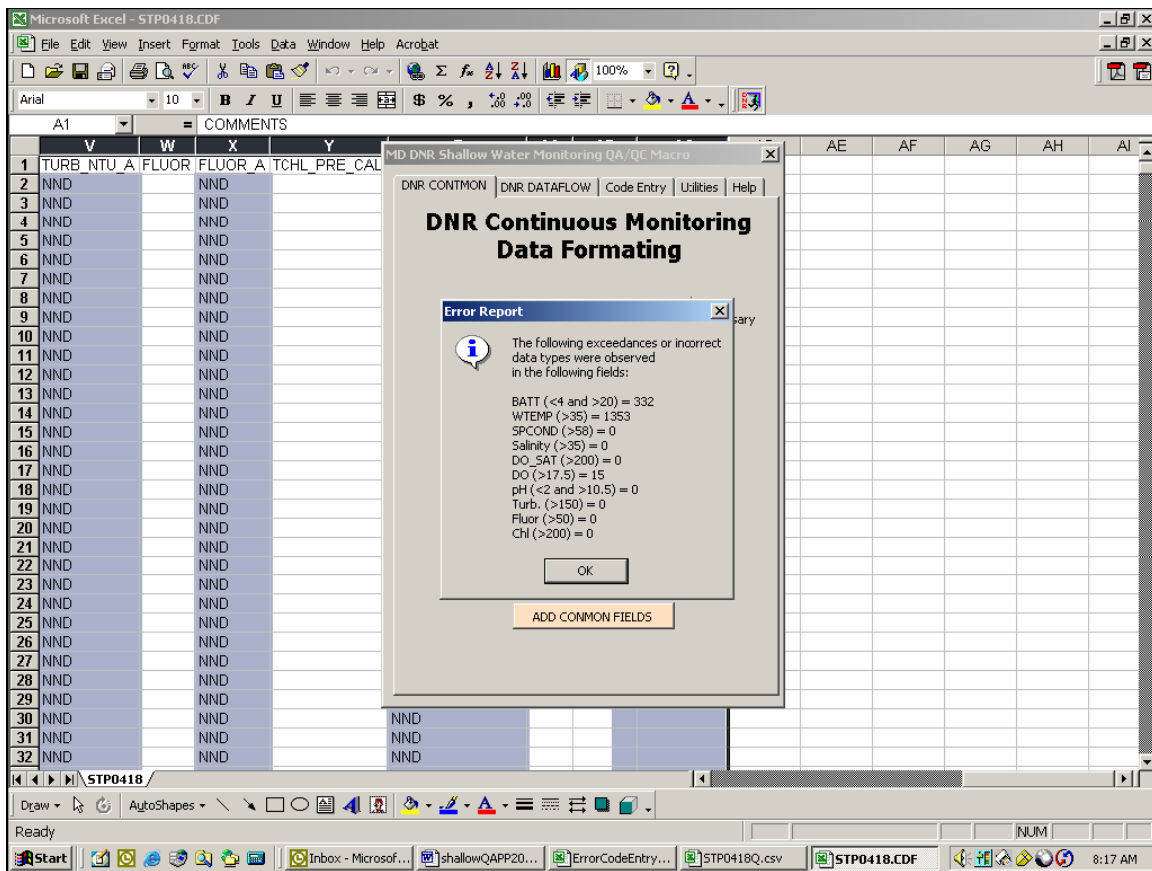 Microsoft Excel - STP0418.CDF
File Edit View Insert Format Tools Data Window Help Acrobat
100%
Arial 10 B I U $ % ,
A1 = COMMENTS
V W X Y AE AF AG AH AI
1 TURB_NTU_A FLUOR FLUOR_A TCHL_PRE_CAL
2 NND NND
3 NND NND
4 NND NND
5 NND NND
6 NND NND
7 NND NND
8 NND NND
9 NND NND
10 NND NND
11 NND NND
12 NND NND
13 NND NND
14 NND NND
15 NND NND
16 NND NND
17 NND NND
18 NND NND
19 NND NND
20 NND NND
21 NND NND
22 NND NND
23 NND NND
24 NND NND
25 NND NND
26 NND NND
27 NND NND
28 NND NND
29 NND NND
30 NND NND NND
31 NND NND NND
32 NND NND NND
MD DNR Shallow Water Monitoring QA/QC Macro
DNR CONTMON DNR DATAFLOW Code Entry Utilities Help
DNR Continuous Monitoring
Data Formating
sary
Error Report
The following exceedances or incorrect
data types were observed
in the following fields:
BATT (<4 and >20) = 332
WTEMP (>35) = 1353
SPCOND (>58) = 0
Salinity (>35) = 0
DO_SAT (>200) = 0
DO (>17.5) = 15
pH (<2 and >10.5) = 0
Turb. (>150) = 0
Fluor (>50) = 0
Chl (>200) = 0
OK
ADD CONMON FIELDS
STP0418
Draw AutoShapes
Ready NUM
Start Inbox - Microsof... shallowQAPP20... ErrorCodeEntry... STP0418Q.csv STP0418.CDF 8:17 AM